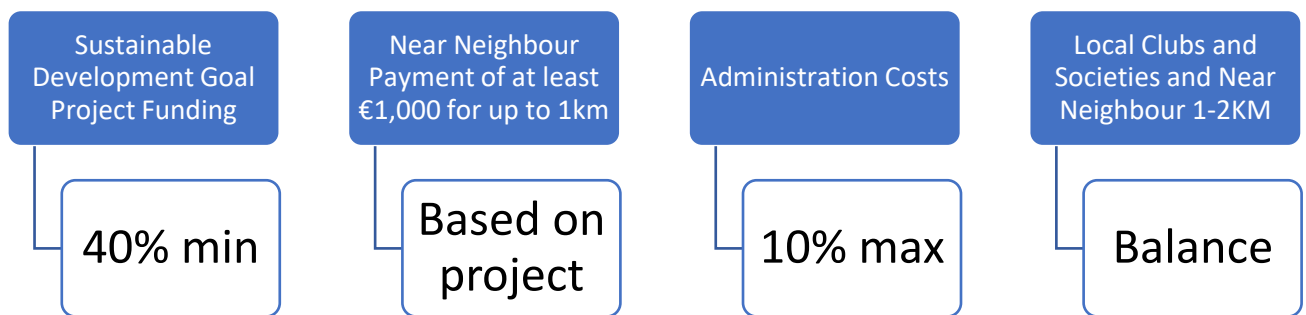 Sustainable
Development Goal
Project Funding
40% min
Near Neighbour
Payment of at least
€1,000 for up to 1km
Based on
project
Administration Costs
10% max
Local Clubs and
Societies and Near
Neighbour 1-2KM
Balance